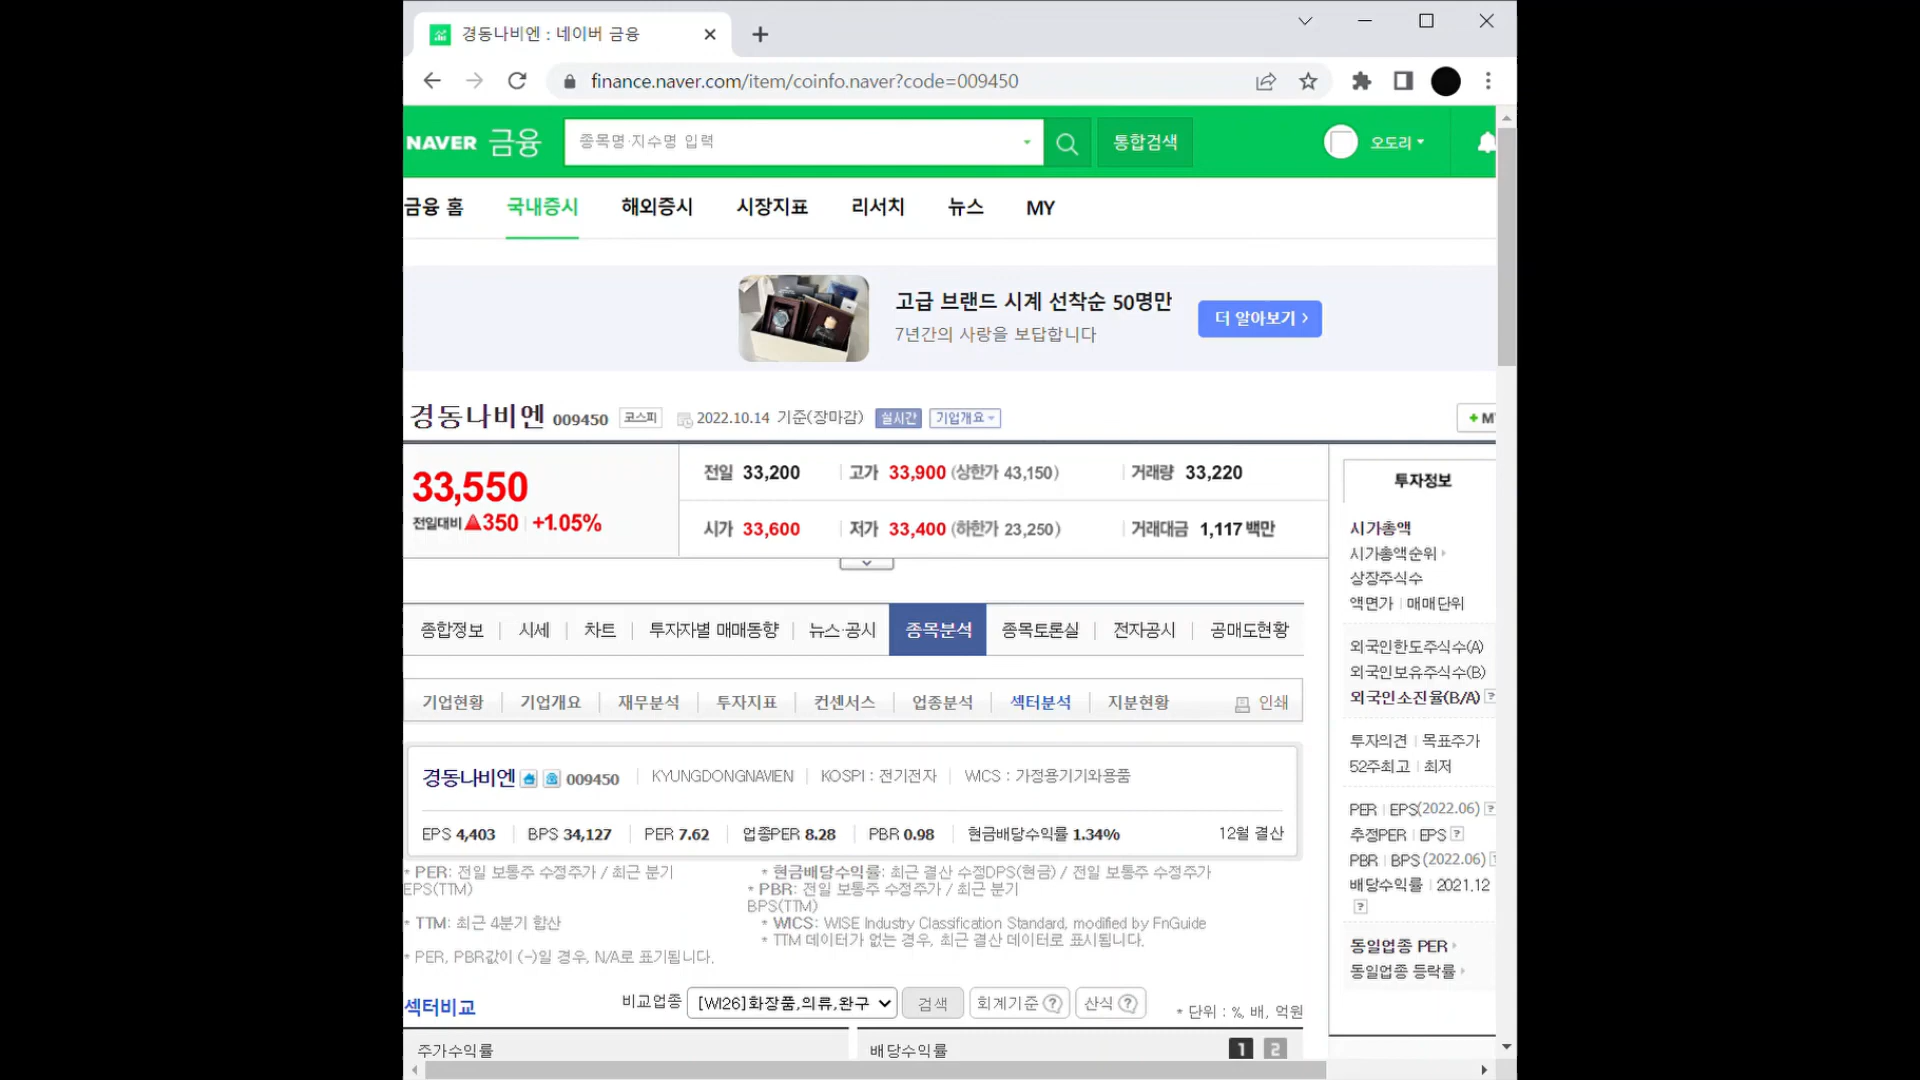 경동나비엔 : 네이버 금융
finance.naver.com/item/coinfo.naver?code=009450
NAVER 금융
종목명·지수명 입력
통합검색
오도리
금융 홈 국내증시 해외증시 시장지표 리서치 뉴스 MY
고급 브랜드 시계 선착순 50명만
7년간의 사랑을 보답합니다
더 알아보기 >
경동나비엔 009450 코스피 2022.10.14 기준(장마감) 실시간 기업개요
+ M
33,550
전일대비 ▲350 +1.05%
전일 33,200 고가 33,900 (상한가 43,150) 거래량 33,220
시가 33,600 저가 33,400 (하한가 23,250) 거래대금 1,117 백만
종합정보 시세 차트 투자자별 매매동향 뉴스·공시 종목분석 종목토론실 전자공시 공매도현황
기업현황 기업개요 재무분석 투자지표 컨센서스 업종분석 섹터분석 지분현황 인쇄
경동나비엔 009450 KYUNGDONGNAVIEN KOSPI : 전기전자 WICS : 가정용기기와용품
EPS 4,403 BPS 34,127 PER 7.62 업종PER 8.28 PBR 0.98 현금배당수익률 1.34% 12월 결산
* PER: 전일 보통주 수정주가 / 최근 분기
EPS(TTM)
* TTM: 최근 4분기 합산
* PER, PBR값이 (-)일 경우, N/A로 표기됩니다.
* 현금배당수익률: 최근 결산 수정DPS(현금) / 전일 보통주 수정주가
* PBR: 전일 보통주 수정주가 / 최근 분기
BPS(TTM)
* WICS: WISE Industry Classification Standard, modified by FnGuide
* TTM 데이터가 없는 경우, 최근 결산 데이터로 표시됩니다.
섹터비교
비교업종 [WI26]화장품,의류,완구 검색 회계기준 ? 산식 ? * 단위 : %, 배, 억원
주가수익률
배당수익률 1 2
투자정보
시가총액
시가총액순위
상장주식수
액면가 매매단위
외국인한도주식수(A)
외국인보유주식수(B)
외국인소진율(B/A) ?
투자의견 목표주가
52주최고 최저
PER EPS(2022.06) ?
추정PER EPS ?
PBR BPS (2022.06)
배당수익률 2021.12
?
동일업종 PER
동일업종 등락률